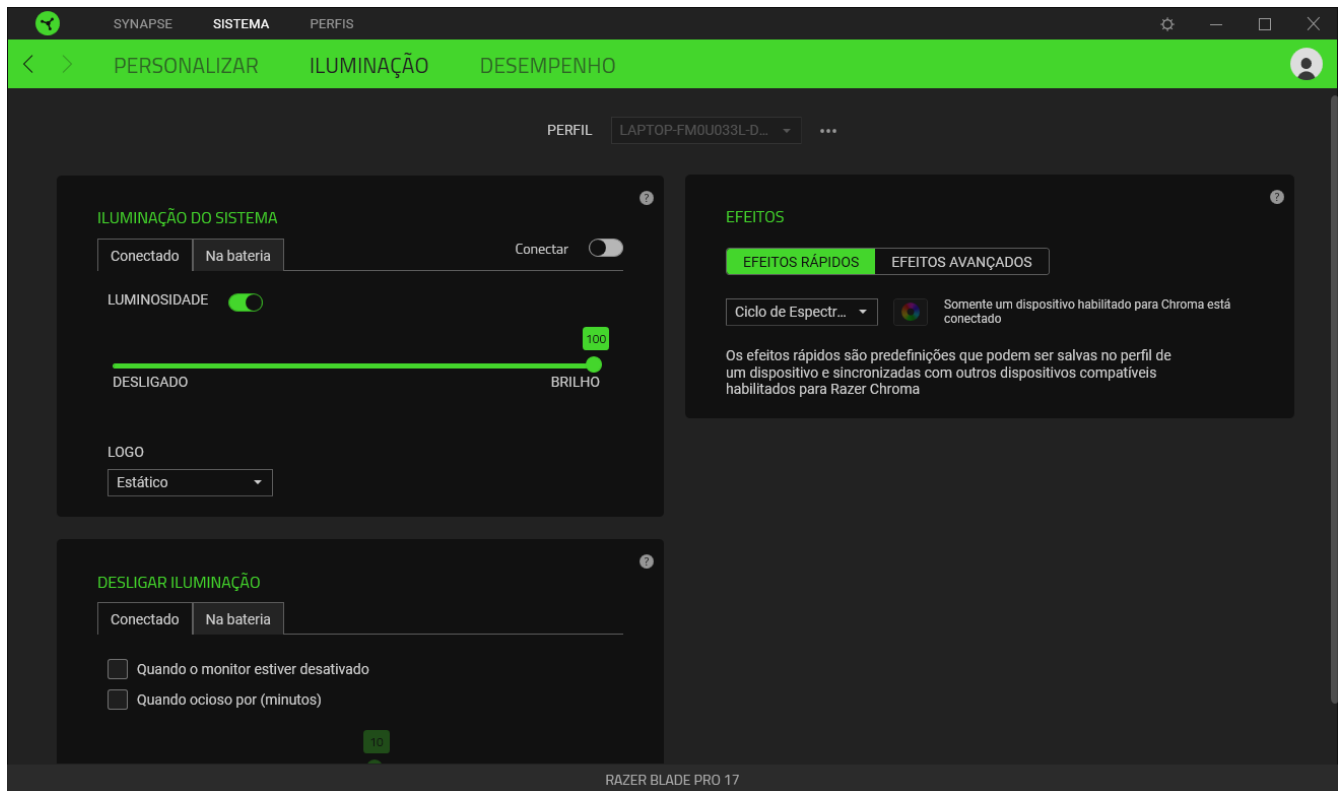 SYNAPSE SISTEMA PERFIS
PERSONALIZAR ILUMINAÇÃO DESEMPENHO
PERFIL LAPTOP-FM0U033L-D...
ILUMINAÇÃO DO SISTEMA
Conectado Na bateria Conectar
LUMINOSIDADE
100
DESLIGADO BRILHO
LOGO
Estático
EFEITOS
EFEITOS RÁPIDOS EFEITOS AVANÇADOS
Ciclo de Espectr...
Somente um dispositivo habilitado para Chroma está
conectado
Os efeitos rápidos são predefinições que podem ser salvas no perfil de
um dispositivo e sincronizadas com outros dispositivos compatíveis
habilitados para Razer Chroma
DESLIGAR ILUMINAÇÃO
Conectado Na bateria
Quando o monitor estiver desativado
Quando ocioso por (minutos)
10
RAZER BLADE PRO 17